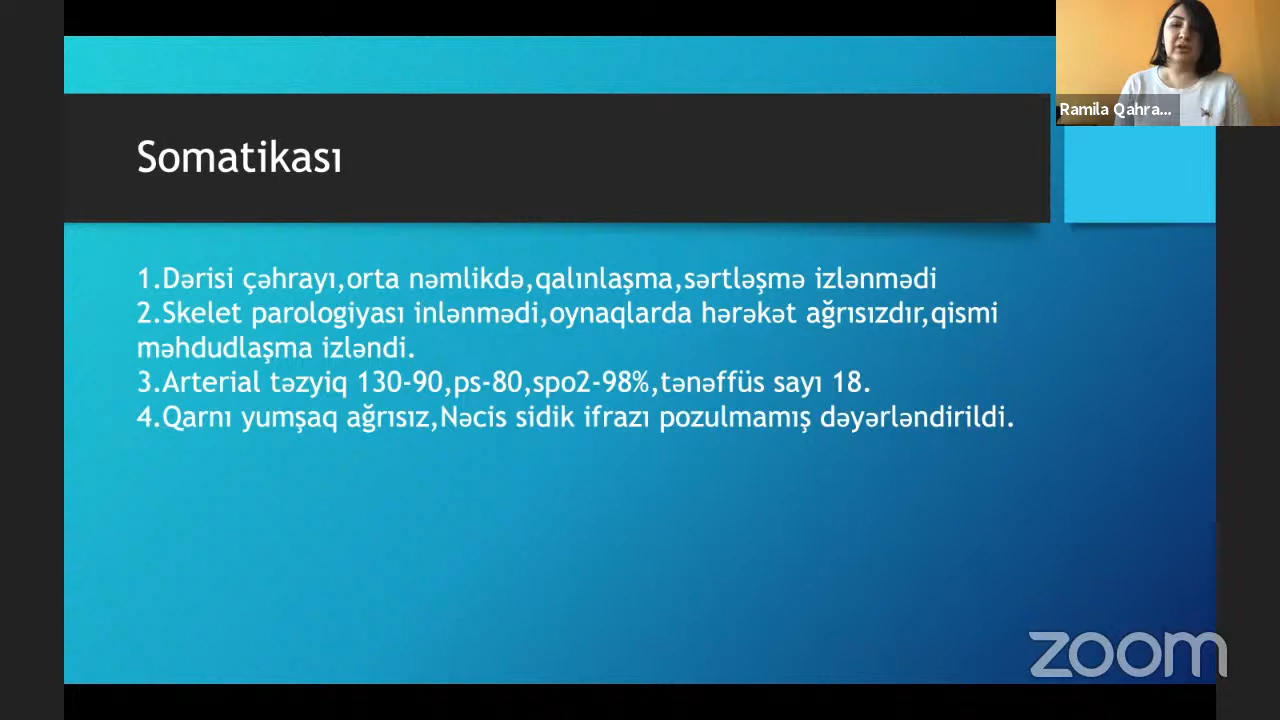 Ramila Qahra...
Somatikası
1.Dərisi çəhrayı,orta nəmlikdə,qalınlaşma,sərtləşmə izlənmədi
2.Skelet parologiyası inlənmədi,oynaqlarda hərəkət ağrısızdır,qismi
məhdudlaşma izləndi.
3.Arterial təzyiq 130-90,ps-80,spo2-98%,tənəffüs sayı 18.
4.Qarnı yumşaq ağrısız,Nəcis sidik ifrazı pozulmamış dəyərləndirildi.
zoom